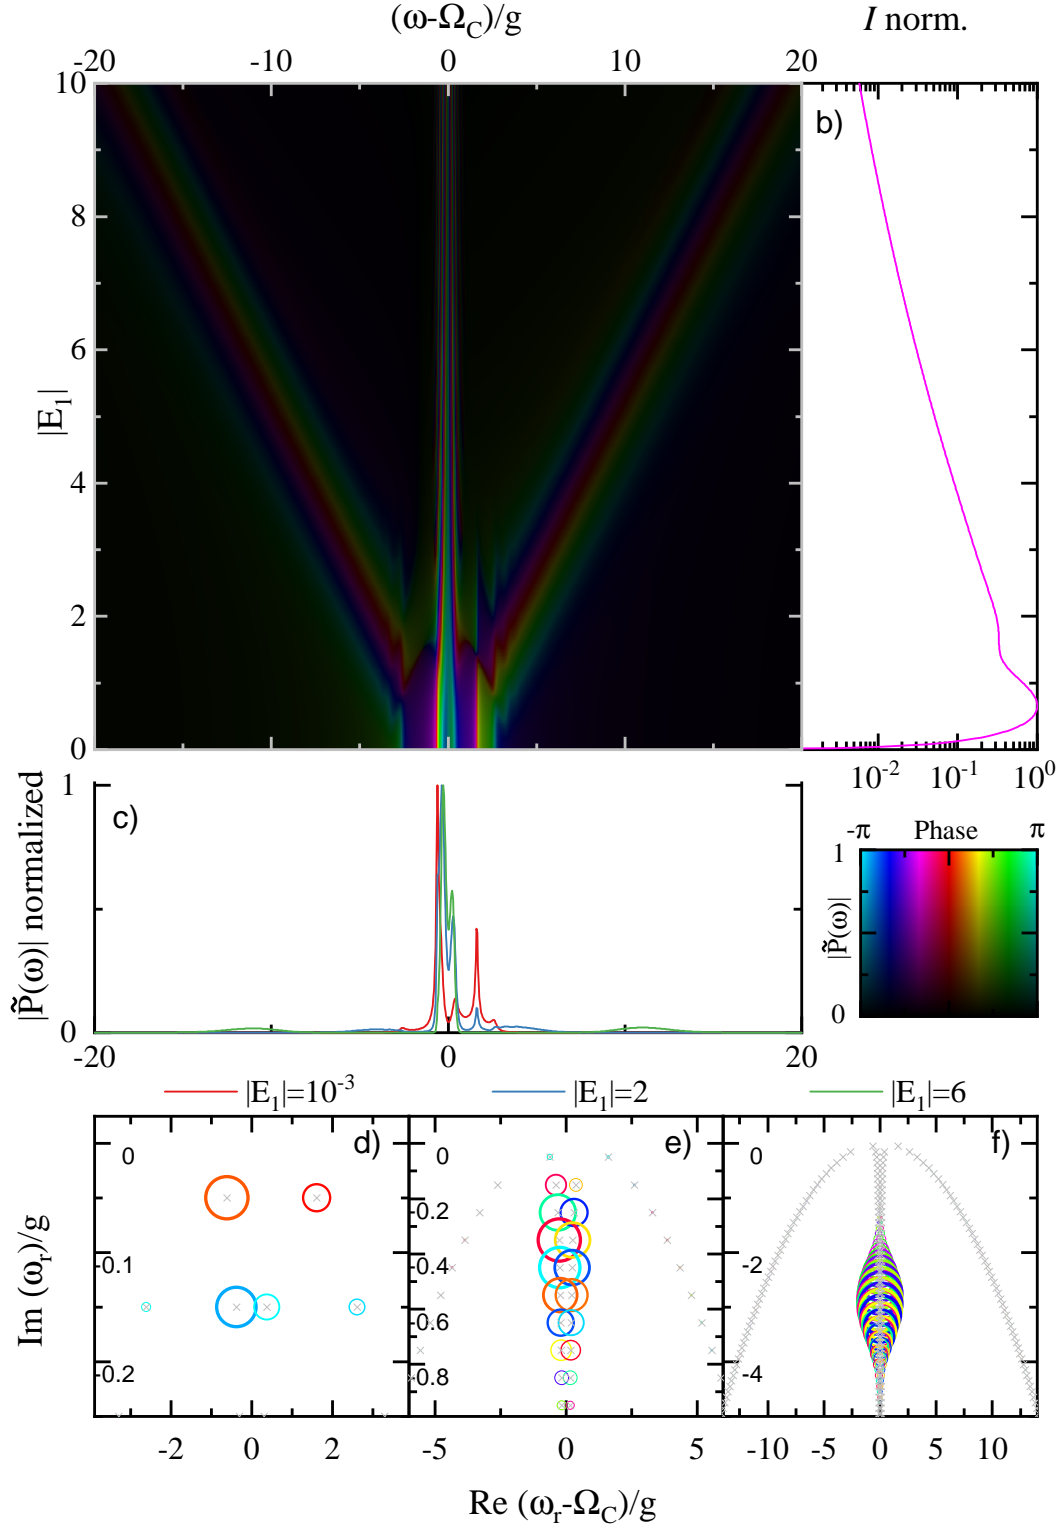 (ω-Ω_C)/g
I norm.
-20 -10 0 10 20
10
8
6
4
2
0
|E_1|
b)
10^-2 10^-1 10^0
c)
|P̃(ω)| normalized
1
0
-20 0 20
-π Phase π
1
0
|P̃(ω)|
|E_1|=10^-3 |E_1|=2 |E_1|=6
d) e) f)
Im (ω_r)/g
0
-0.1
-0.2
0
-0.2
-0.4
-0.6
-0.8
0
-2
-4
-2 0 2
-5 0 5
-10 -5 0 5 10
Re (ω_r-Ω_C)/g